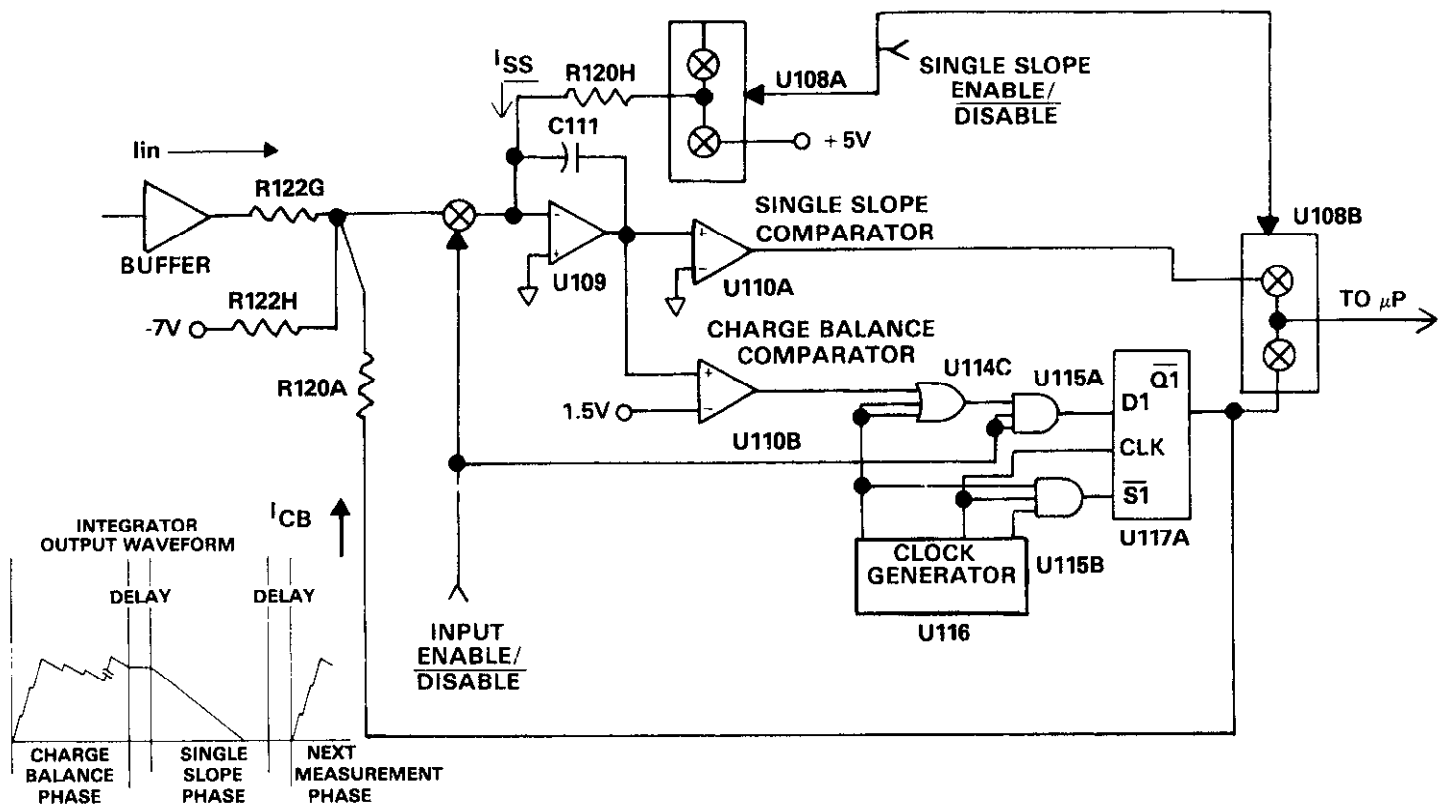 ISS
R120H
U108A
SINGLE SLOPE
ENABLE/
DISABLE
C111
+5V
Iin
R122G
BUFFER
SINGLE SLOPE
COMPARATOR
U108B
U109
U110A
R122H
-7V
TO μP
CHARGE BALANCE
COMPARATOR
R120A
U114C
U115A
Q1
D1
1.5V
U110B
CLK
S1
ICB
INTEGRATOR
OUTPUT WAVEFORM
CLOCK
GENERATOR
U115B
U117A
DELAY
DELAY
U116
INPUT
ENABLE/
DISABLE
CHARGE
BALANCE
PHASE
SINGLE
SLOPE
PHASE
NEXT
MEASUREMENT
PHASE
+
-
+
-
+
-
+
-